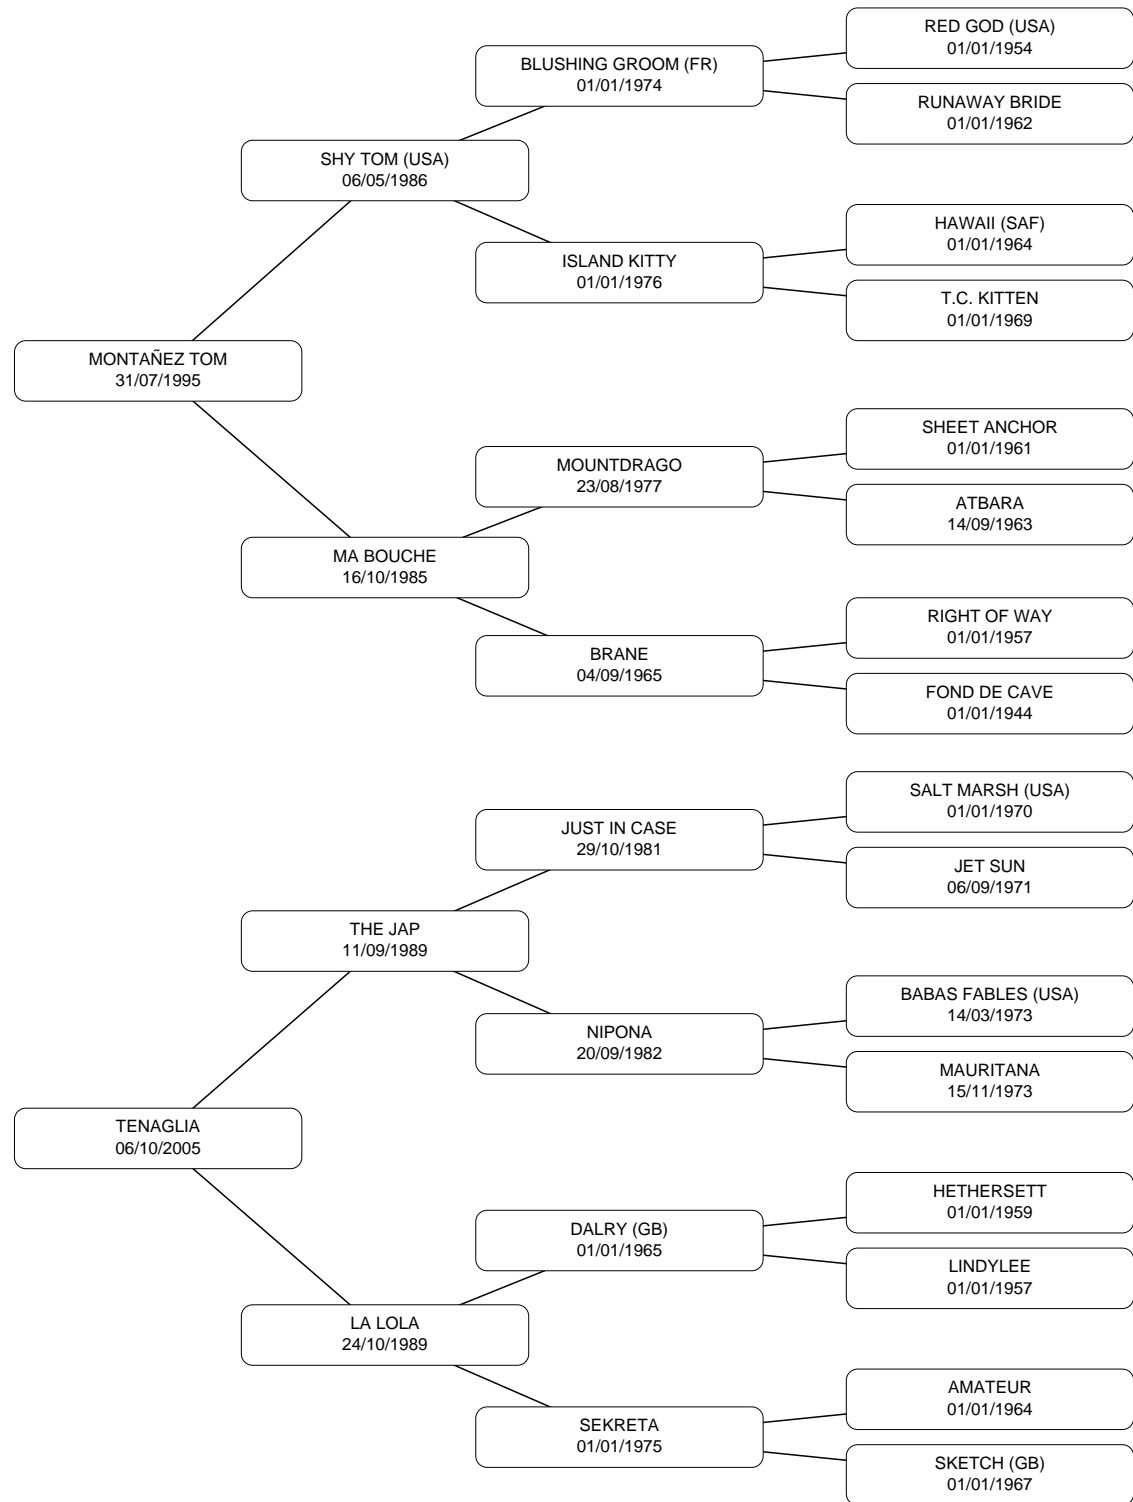 RED GOD (USA)
01/01/1954
BLUSHING GROOM (FR)
01/01/1974
RUNAWAY BRIDE
01/01/1962
SHY TOM (USA)
06/05/1986
HAWAII (SAF)
01/01/1964
ISLAND KITTY
01/01/1976
T.C. KITTEN
01/01/1969
MONTAÑEZ TOM
31/07/1995
SHEET ANCHOR
01/01/1961
MOUNTDRAGO
23/08/1977
ATBARA
14/09/1963
MA BOUCHE
16/10/1985
RIGHT OF WAY
01/01/1957
BRANE
04/09/1965
FOND DE CAVE
01/01/1944
SALT MARSH (USA)
01/01/1970
JUST IN CASE
29/10/1981
JET SUN
06/09/1971
THE JAP
11/09/1989
BABAS FABLES (USA)
14/03/1973
NIPONA
20/09/1982
MAURITANA
15/11/1973
TENAGLIA
06/10/2005
HETHERSETT
01/01/1959
DALRY (GB)
01/01/1965
LINDYLEE
01/01/1957
LA LOLA
24/10/1989
AMATEUR
01/01/1964
SEKRETA
01/01/1975
SKETCH (GB)
01/01/1967